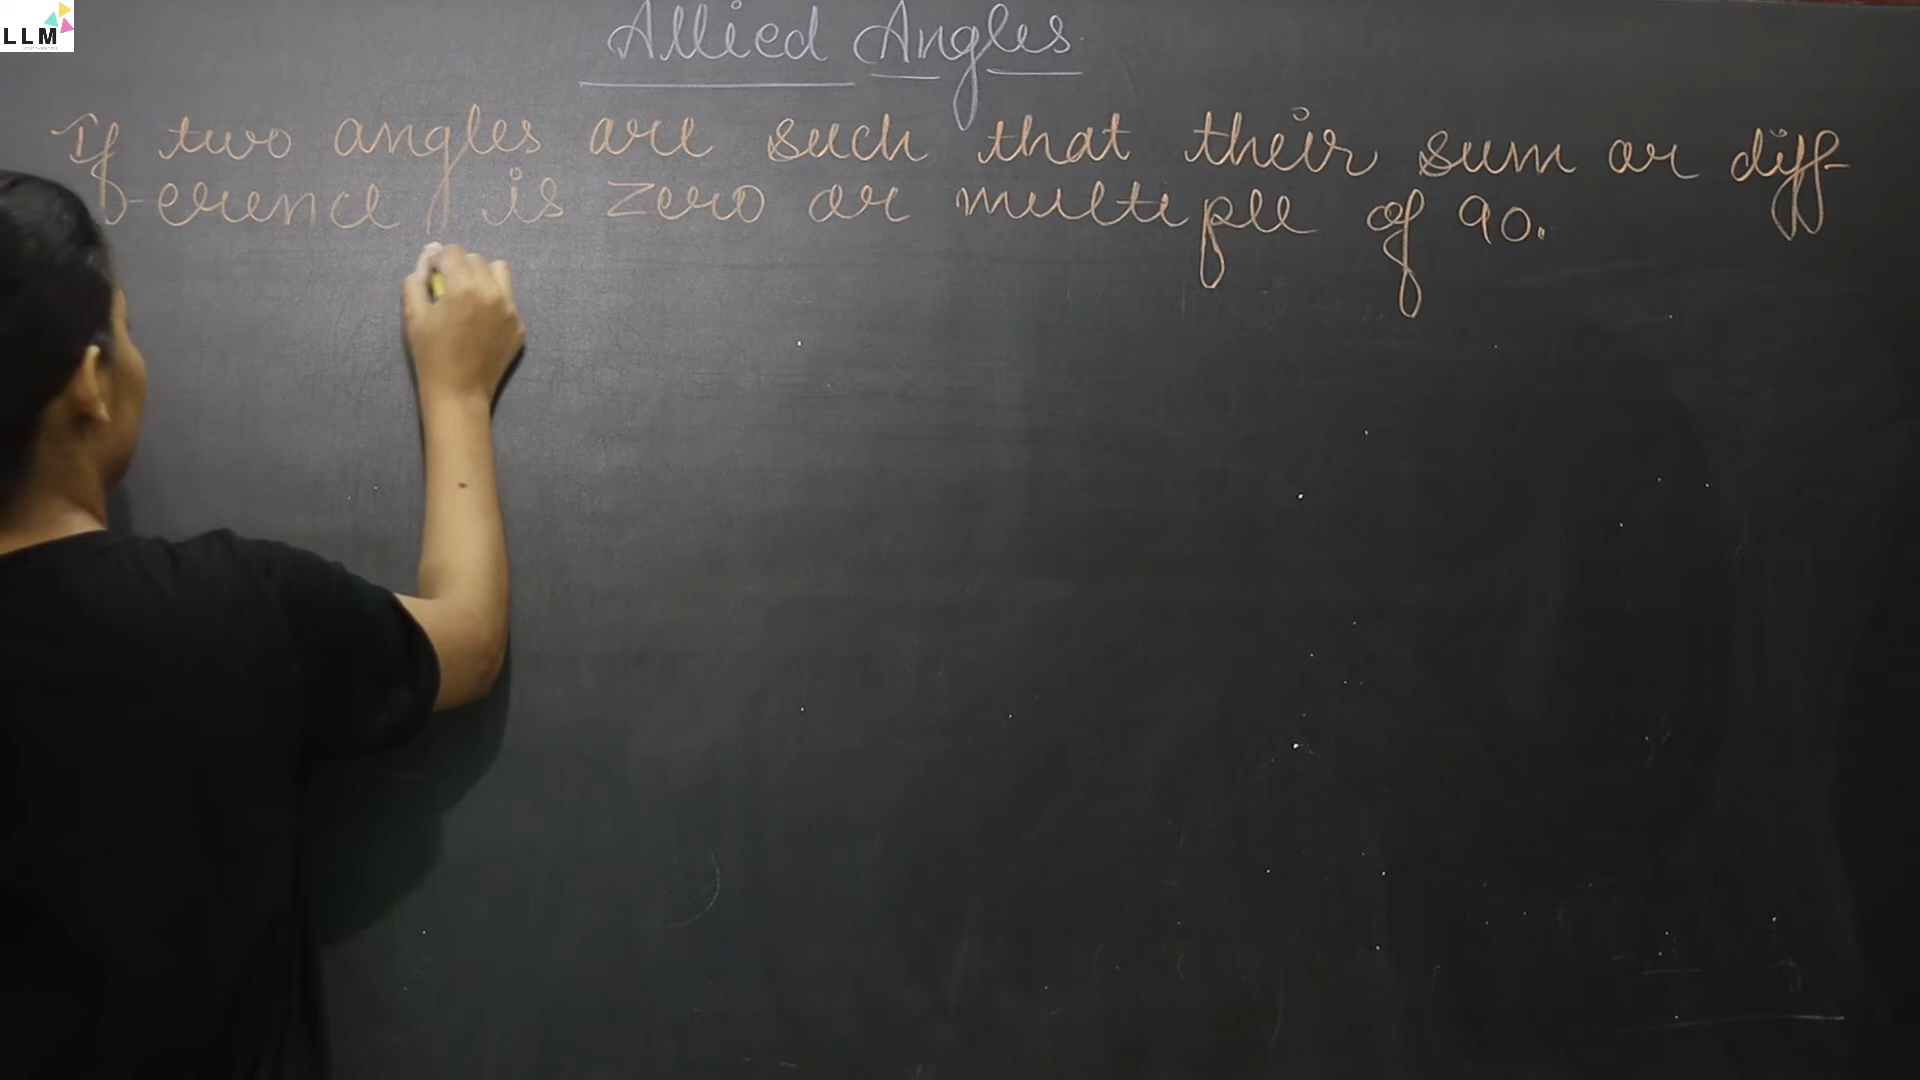 LLM
Allied Angles
If two angles are such that their sum or diff-
-erence is zero or multiple of 90.